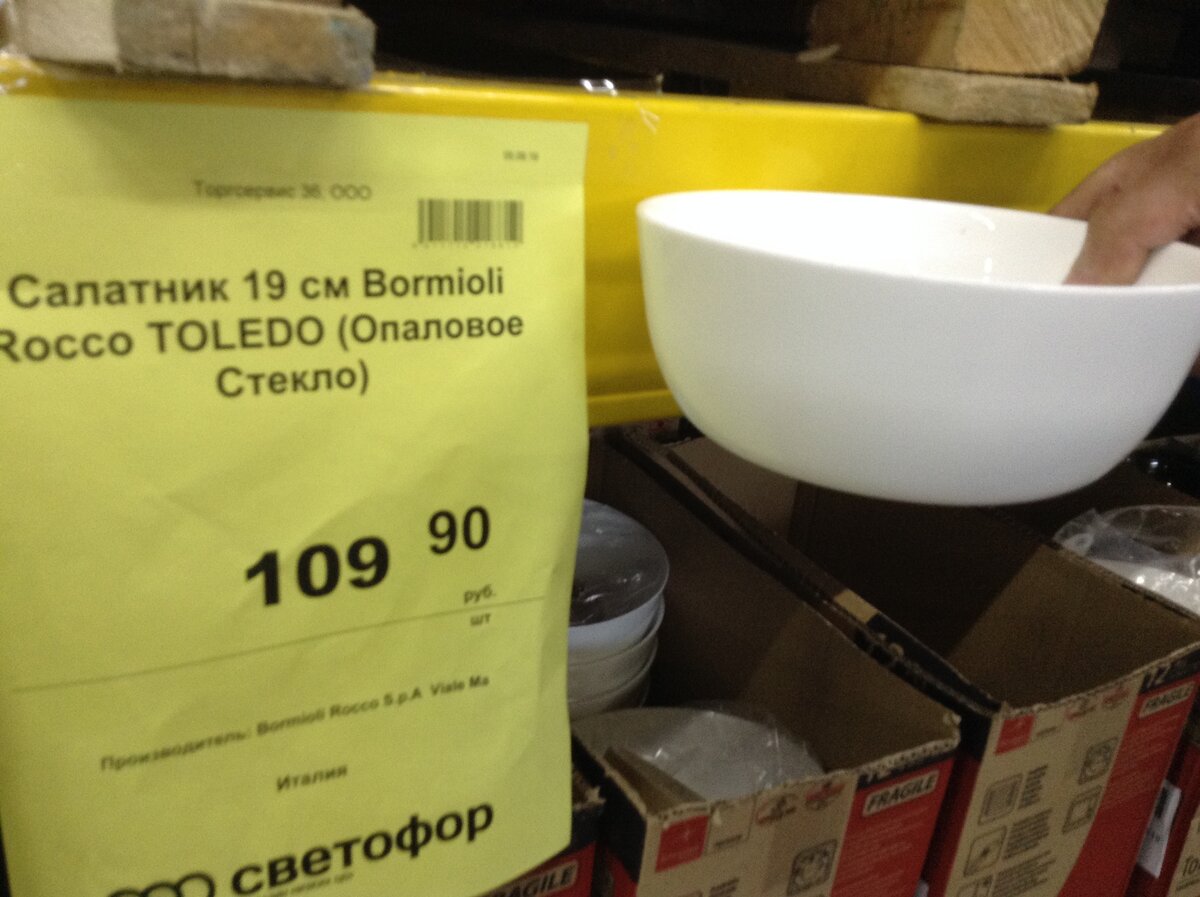 Торгсервис 36, ООО
Салатник 19 см Bormioli
Rocco TOLEDO (Опаловое
Стекло)
109 90
руб.
шт
Производитель: Bormioli Rocco S.p.A Viale Ma
Италия
светофор
FRAGILE
FRAGILE
FRAGILE